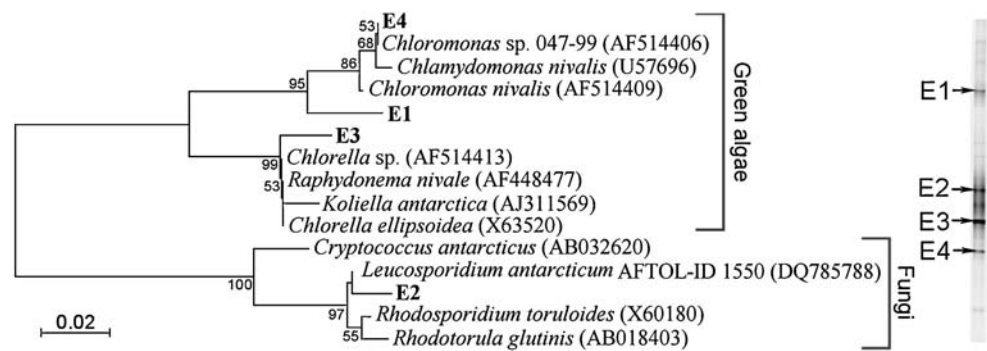 E4
53
68
Chloromonas sp. 047-99 (AF514406)
86
Chlamydomonas nivalis (U57696)
95
Chloromonas nivalis (AF514409)
E1
E3
99
Chlorella sp. (AF514413)
53
Raphydonema nivale (AF448477)
Koliella antarctica (AJ311569)
Chlorella ellipsoidea (X63520)
Green algae
Cryptococcus antarcticus (AB032620)
100
Leucosporidium antarcticum AFTOL-ID 1550 (DQ785788)
E2
97
Rhodosporidium toruloides (X60180)
55
Rhodotorula glutinis (AB018403)
Fungi
0.02
E1
E2
E3
E4